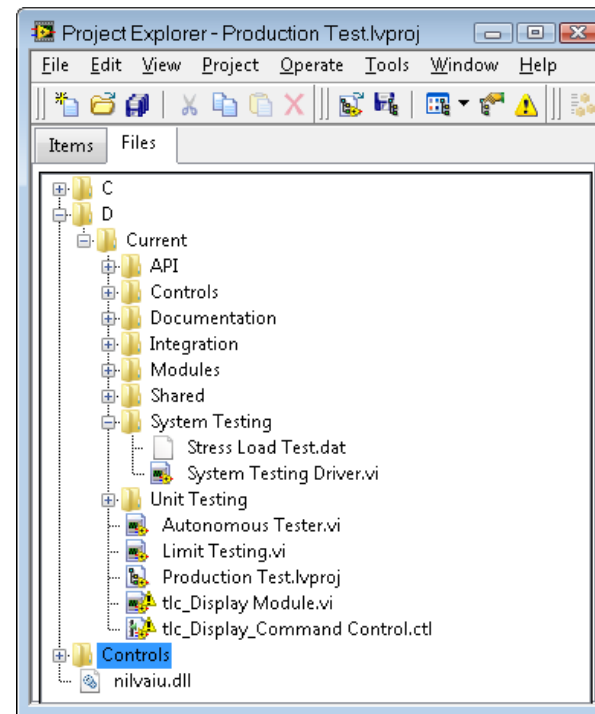 Project Explorer - Production Test.lvproj
File Edit View Project Operate Tools Window Help
Items Files
C
D
Current
API
Controls
Documentation
Integration
Modules
Shared
System Testing
Stress Load Test.dat
System Testing Driver.vi
Unit Testing
Autonomous Tester.vi
Limit Testing.vi
Production Test.lvproj
tlc_Display Module.vi
tlc_Display_Command Control.ctl
Controls
nilvaiu.dll